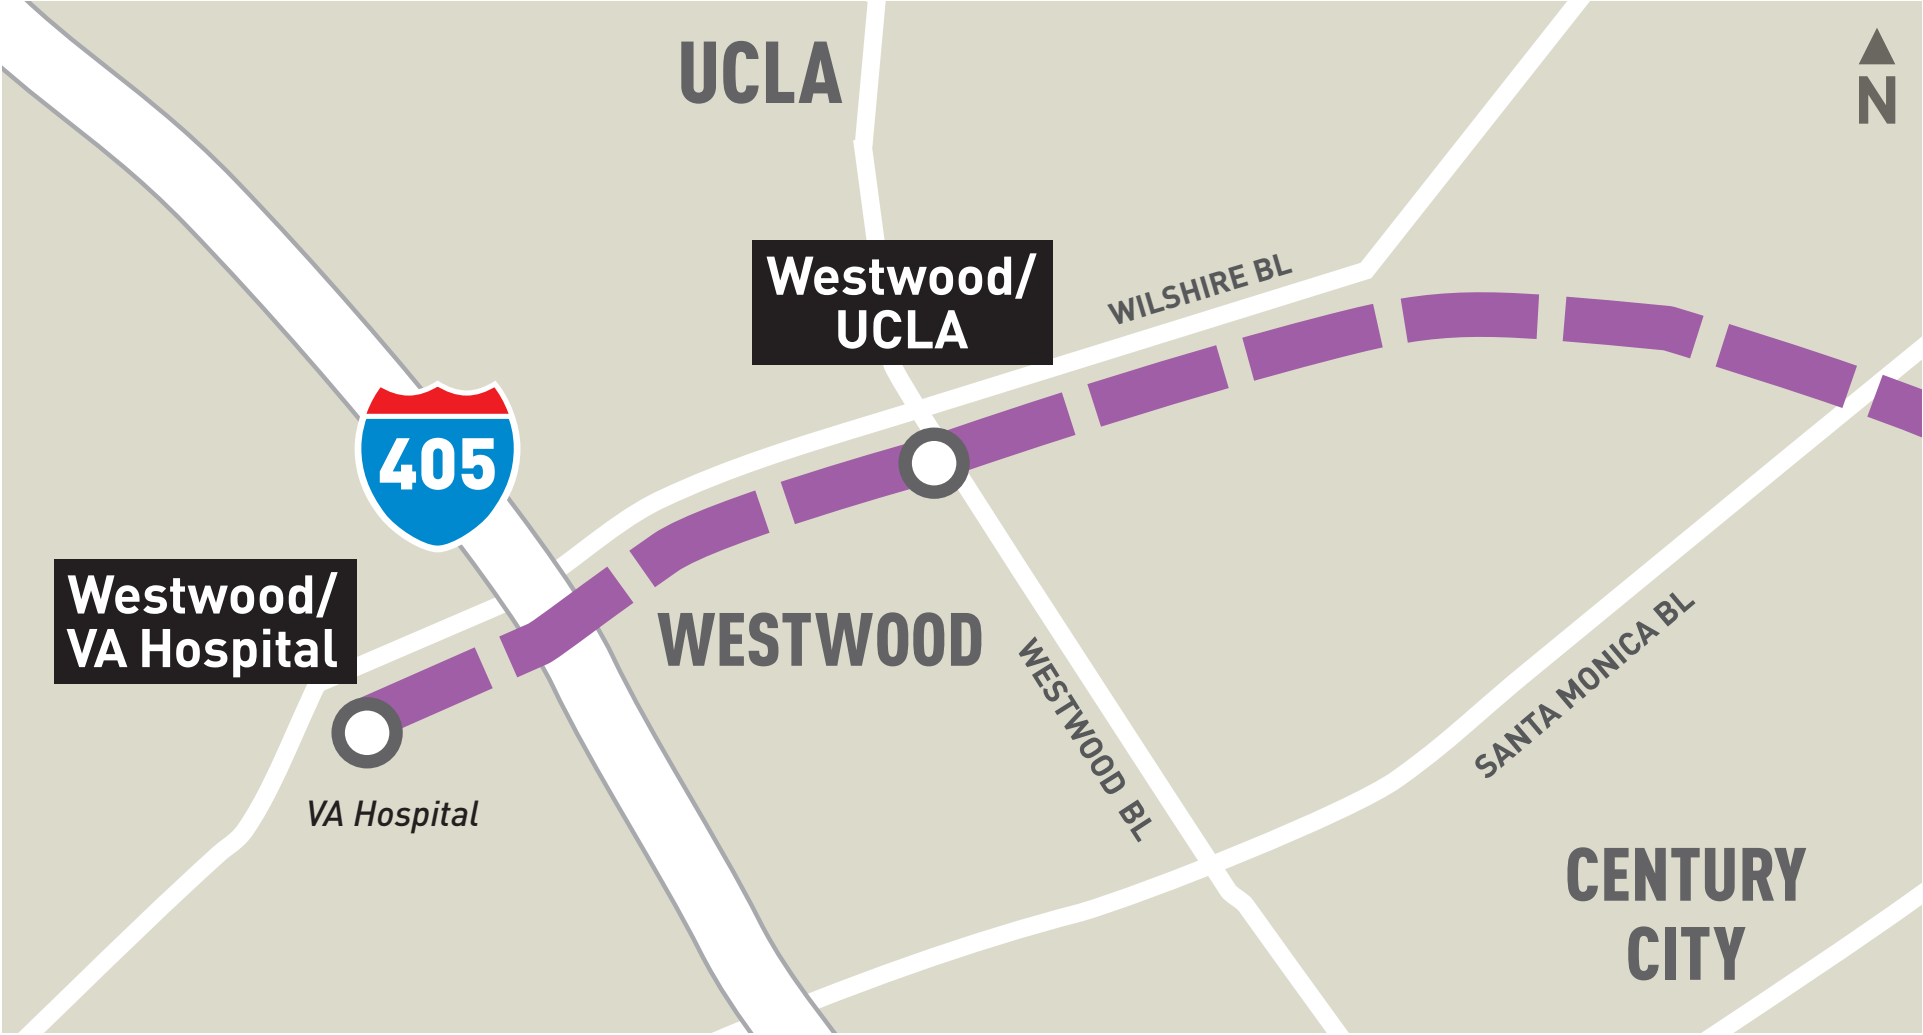 UCLA
N
Westwood/
UCLA
WILSHIRE BL
405
Westwood/
VA Hospital
WESTWOOD
WESTWOOD BL
SANTA MONICA BL
VA Hospital
CENTURY
CITY